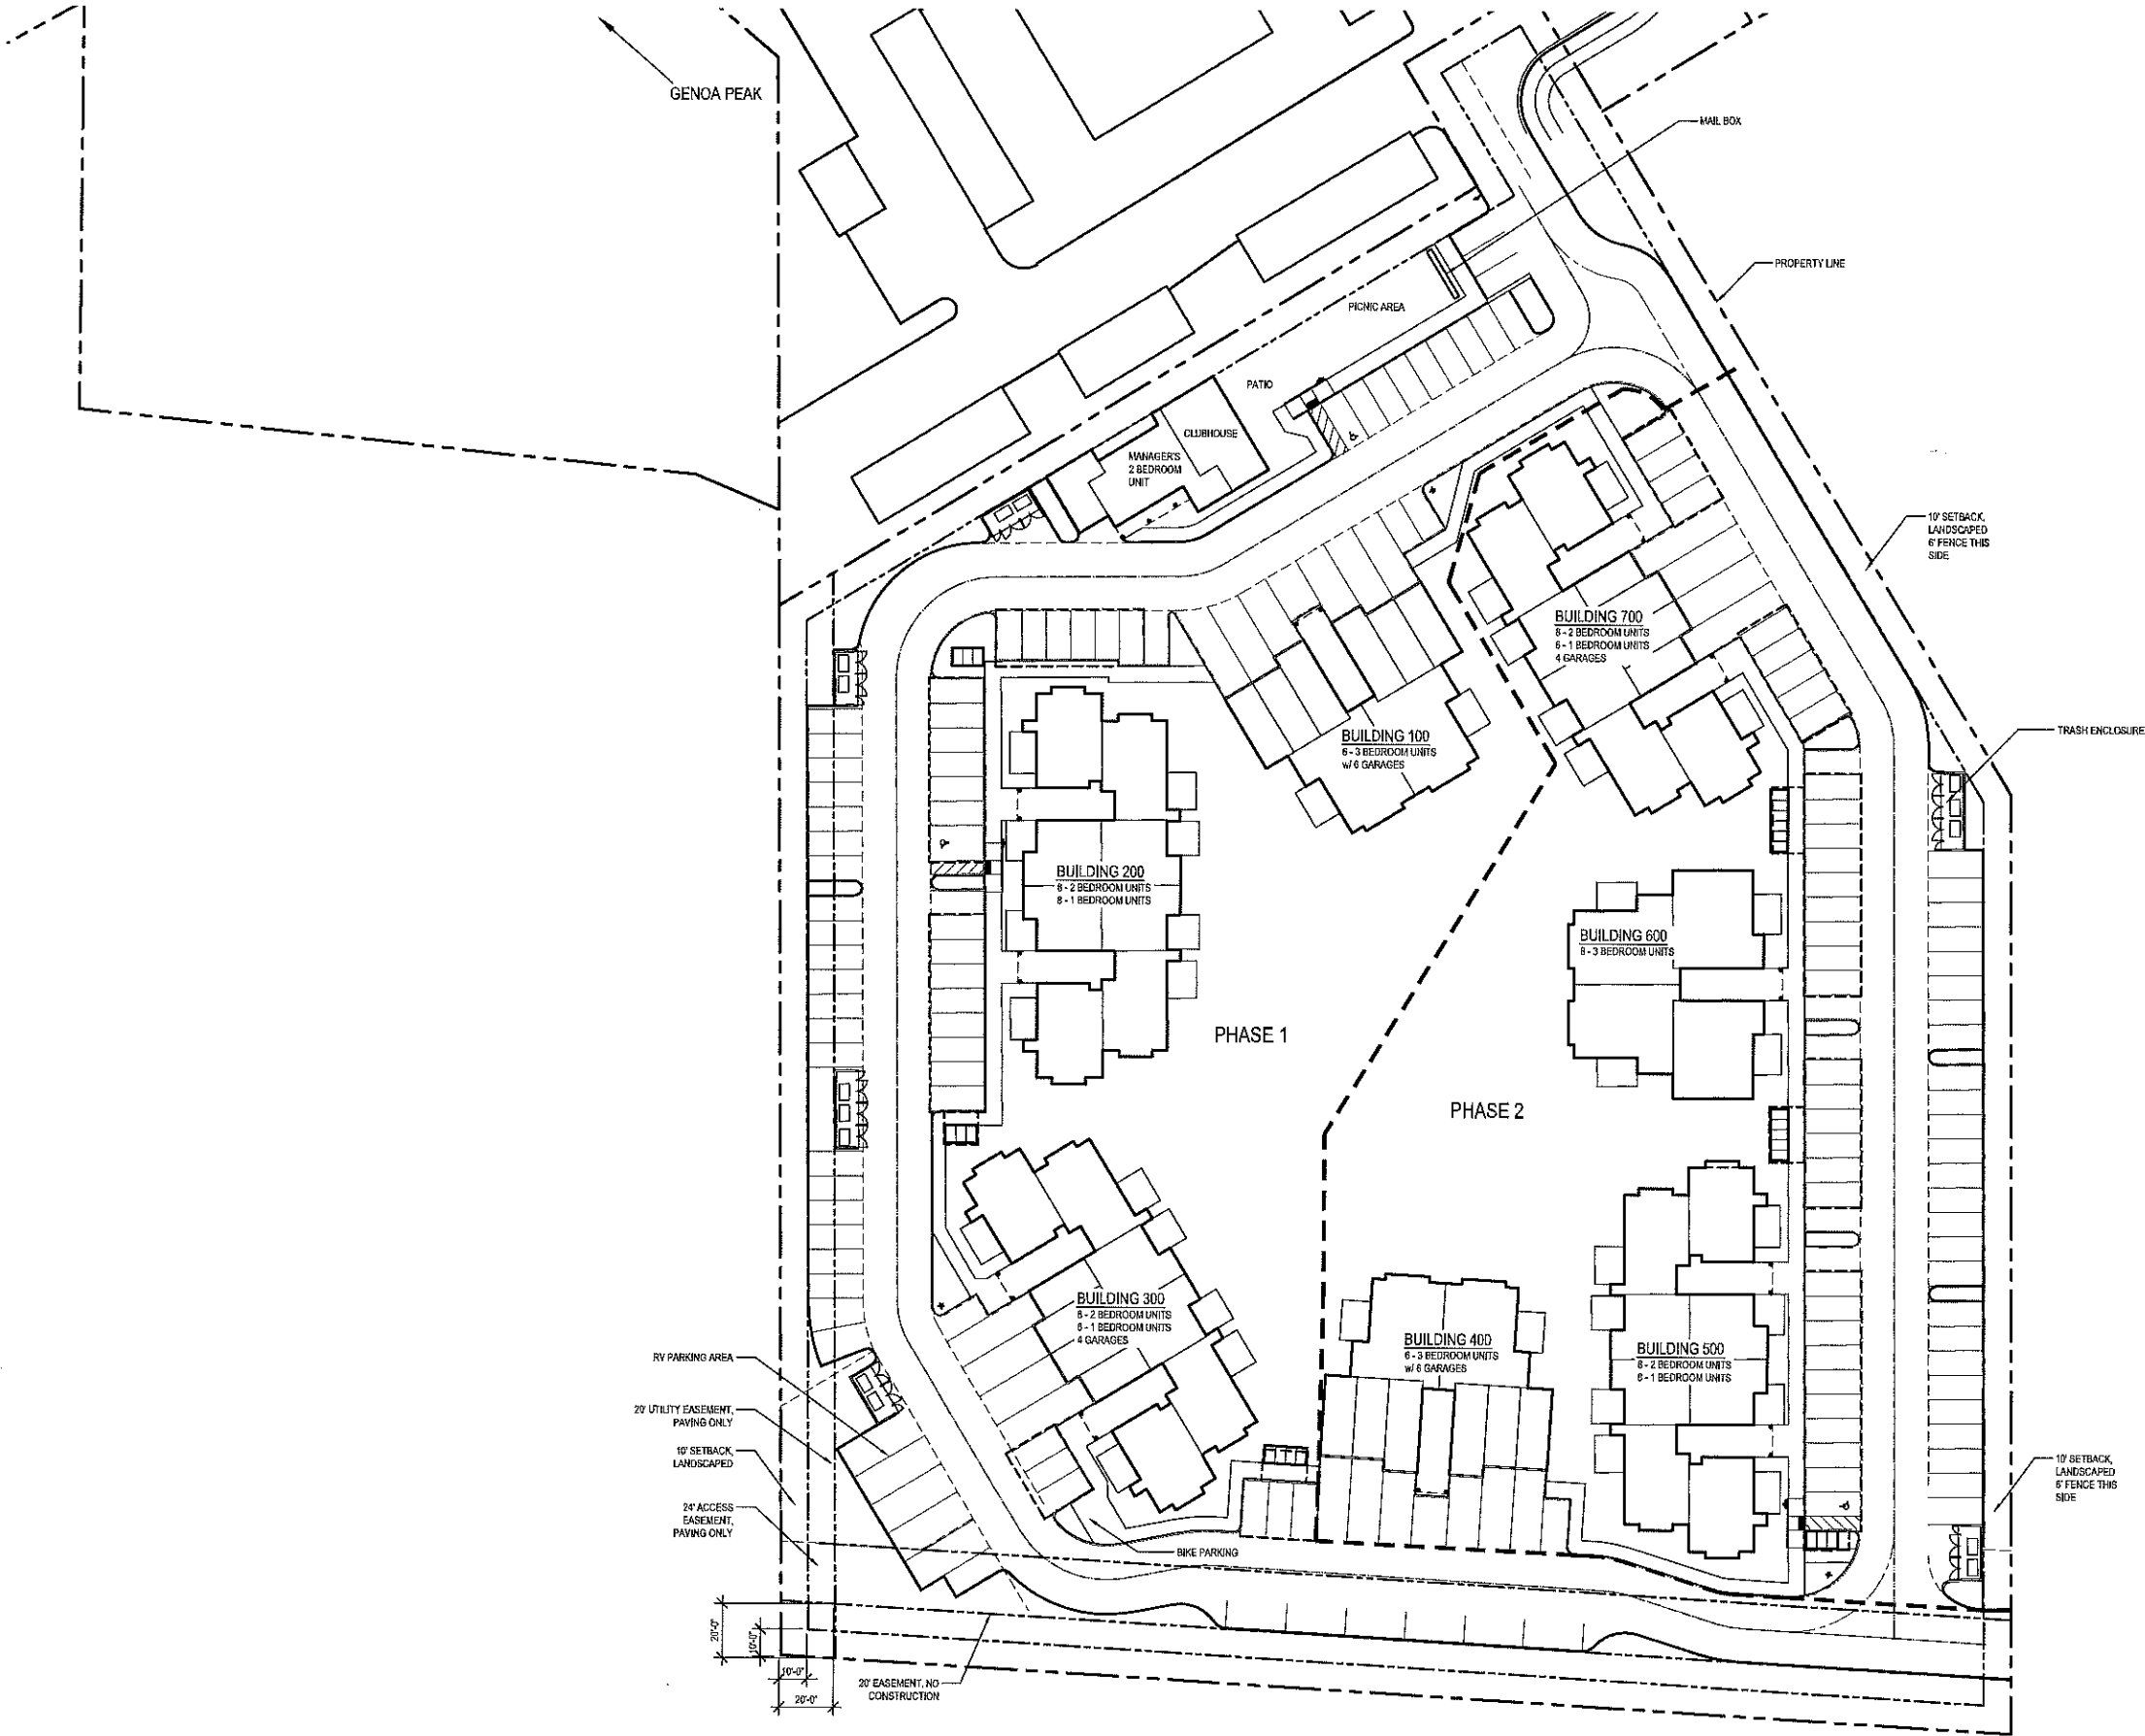 GENOA PEAK
MAIL BOX
PROPERTY LINE
PICNIC AREA
PATIO
CLUBHOUSE
MANAGER'S
2 BEDROOM
UNIT
10' SETBACK,
LANDSCAPED
6' FENCE THIS
SIDE
BUILDING 700
6 - 2 BEDROOM UNITS
6 - 1 BEDROOM UNITS
4 GARAGES
TRASH ENCLOSURE
BUILDING 100
6 - 3 BEDROOM UNITS
w/ 6 GARAGES
BUILDING 200
8 - 2 BEDROOM UNITS
8 - 1 BEDROOM UNITS
BUILDING 600
8 - 3 BEDROOM UNITS
PHASE 1
PHASE 2
BUILDING 300
6 - 2 BEDROOM UNITS
6 - 1 BEDROOM UNITS
4 GARAGES
BUILDING 400
6 - 3 BEDROOM UNITS
w/ 6 GARAGES
BUILDING 500
8 - 2 BEDROOM UNITS
8 - 1 BEDROOM UNITS
RV PARKING AREA
20' UTILITY EASEMENT,
PAVING ONLY
10' SETBACK,
LANDSCAPED
24' ACCESS
EASEMENT,
PAVING ONLY
10' SETBACK,
LANDSCAPED
6' FENCE THIS
SIDE
BIKE PARKING
20'-0"
10'-0"
10'-0"
20'-0"
20' EASEMENT, NO
CONSTRUCTION